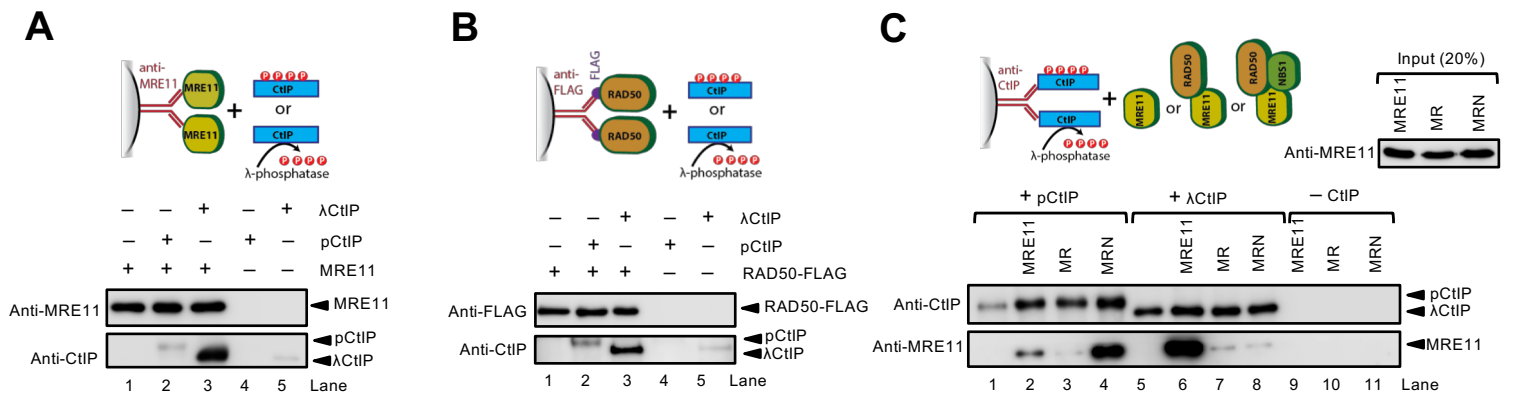 A
anti-
MRE11
MRE11
MRE11
+
P P P P
CtIP
or
CtIP
P P P P
λ-phosphatase
– – + – + λCtIP
– + – + – pCtIP
+ + + – – MRE11
Anti-MRE11
MRE11
Anti-CtIP
pCtIP
λCtIP
1 2 3 4 5 Lane
B
anti-
FLAG
FLAG
RAD50
RAD50
+
P P P P
CtIP
or
CtIP
P P P P
λ-phosphatase
– – + – + λCtIP
– + – + – pCtIP
+ + + – – RAD50-FLAG
Anti-FLAG
RAD50-FLAG
Anti-CtIP
pCtIP
λCtIP
1 2 3 4 5 Lane
C
anti-
CtIP
P P P P
CtIP
CtIP
P P P P
λ-phosphatase
+
MRE11
or
RAD50
MRE11
or
RAD50
NBS1
MRE11
Input (20%)
MRE11 MR MRN
Anti-MRE11
+ pCtIP + λCtIP – CtIP
MRE11 MR MRN MRE11 MR MRN MRE11 MR MRN
Anti-CtIP
pCtIP
λCtIP
Anti-MRE11
MRE11
1 2 3 4 5 6 7 8 9 10 11 Lane